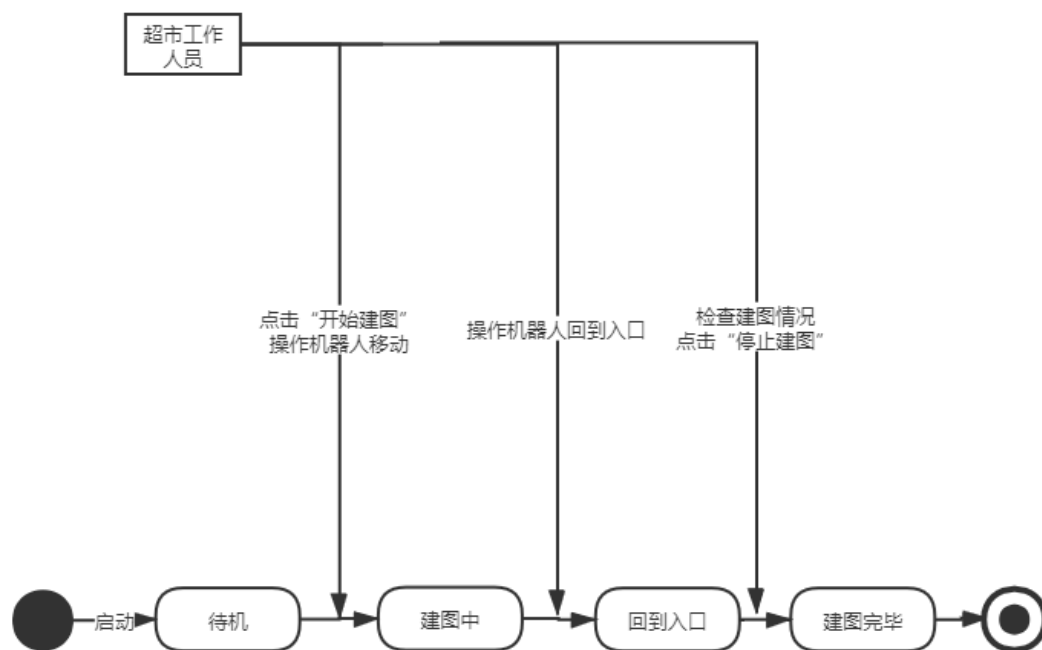 超市工作
人员
点击“开始建图”
操作机器人移动
操作机器人回到入口
检查建图情况
点击“停止建图”
启动
待机
建图中
回到入口
建图完毕